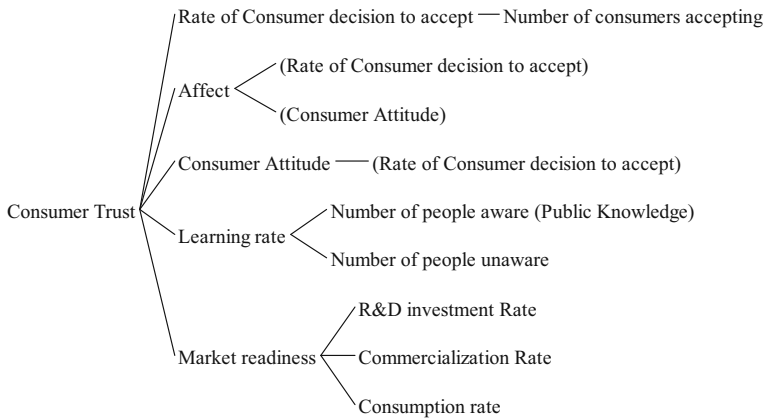 Rate of Consumer decision to accept
Number of consumers accepting
(Rate of Consumer decision to accept)
Affect
(Consumer Attitude)
Consumer Attitude
(Rate of Consumer decision to accept)
Consumer Trust
Number of people aware (Public Knowledge)
Learning rate
Number of people unaware
R&D investment Rate
Market readiness
Commercialization Rate
Consumption rate